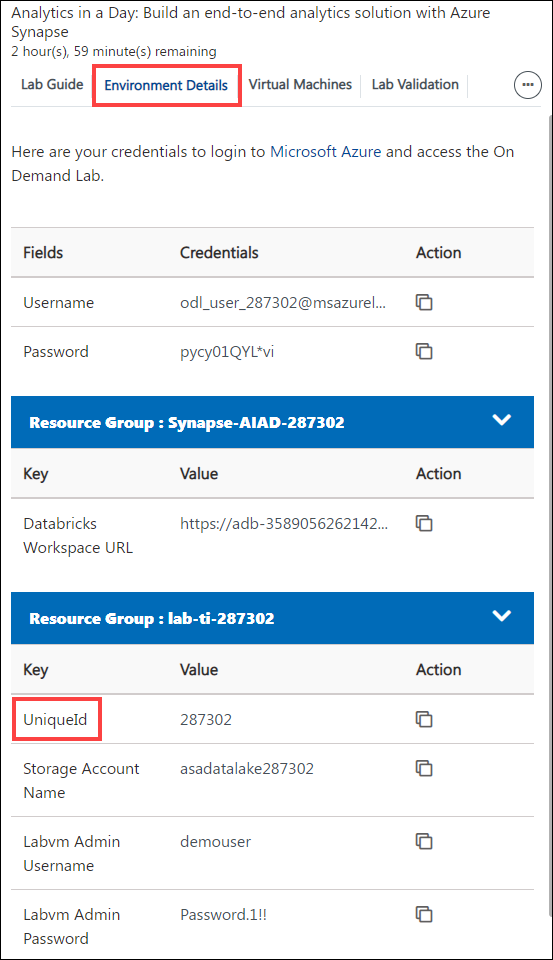 Analytics in a Day: Build an end-to-end analytics solution with Azure
Synapse
2 hour(s), 59 minute(s) remaining
Lab Guide Environment Details Virtual Machines Lab Validation
Here are your credentials to login to Microsoft Azure and access the On
Demand Lab.
Fields Credentials Action
Username odl_user_287302@msazurel...
Password pycy01QYL*vi
Resource Group : Synapse-AIAD-287302
Key Value Action
Databricks https://adb-3589056262142...
Workspace URL
Resource Group : lab-ti-287302
Key Value Action
UniqueId 287302
Storage Account asadatalake287302
Name
Labvm Admin demouser
Username
Labvm Admin Password.1!!
Password